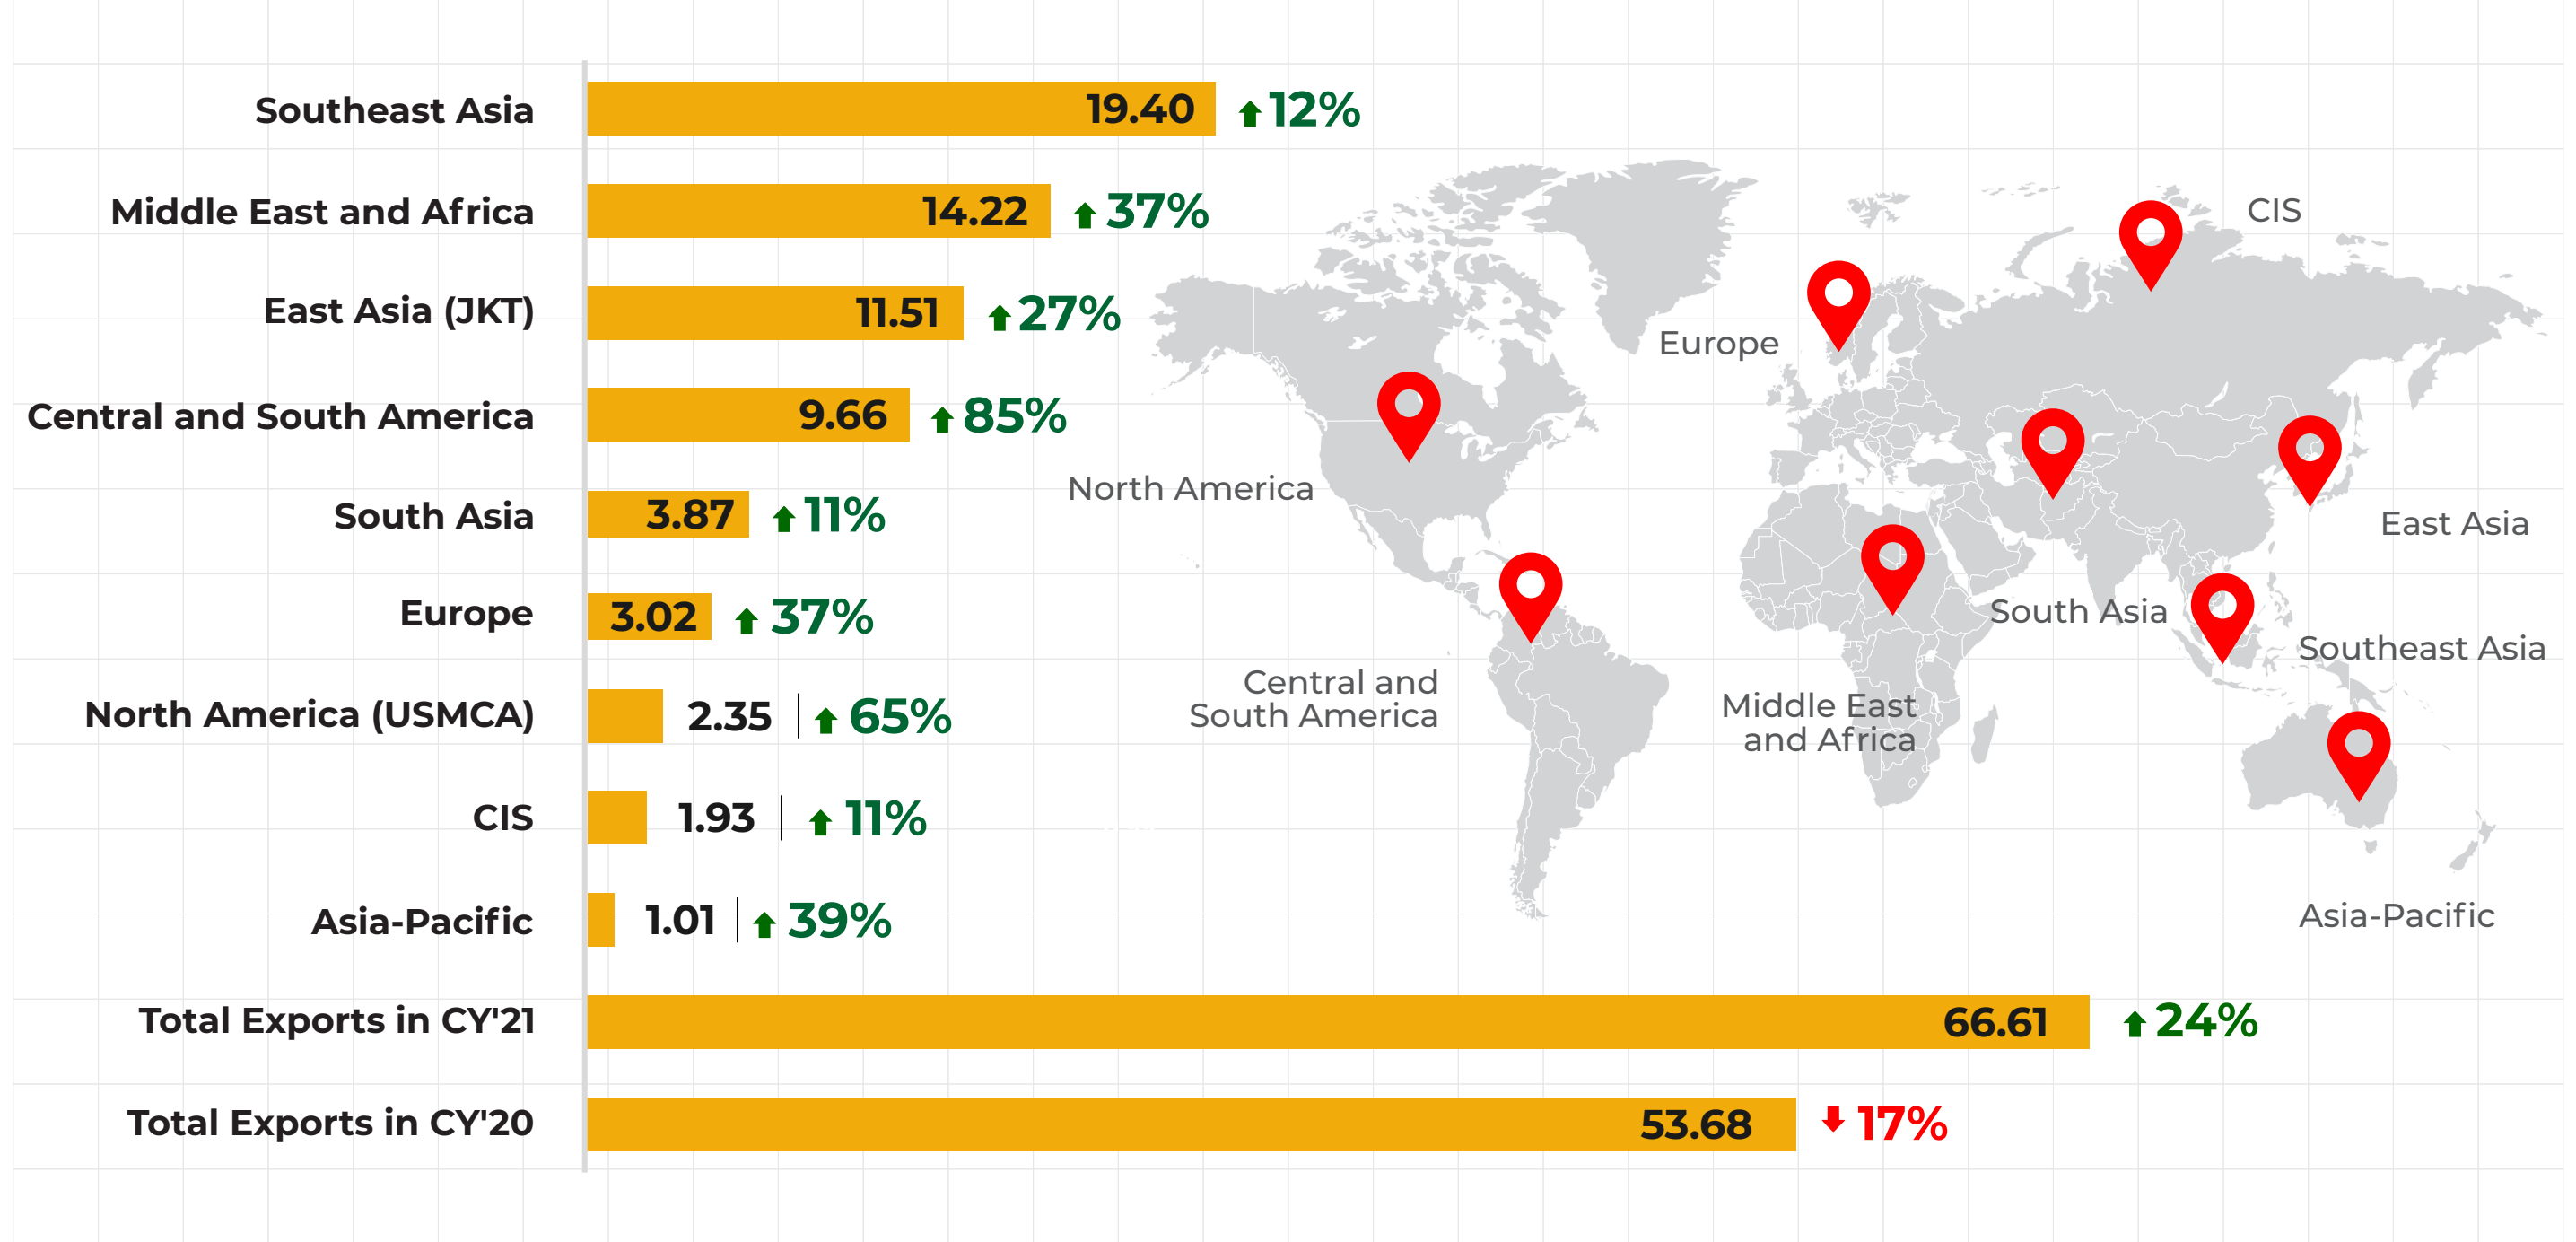 Southeast Asia 19.40 12%
Middle East and Africa 14.22 37%
East Asia (JKT) 11.51 27%
Central and South America 9.66 85%
South Asia 3.87 11%
Europe 3.02 37%
North America (USMCA) 2.35 65%
CIS 1.93 11%
Asia-Pacific 1.01 39%
Total Exports in CY'21 66.61 24%
Total Exports in CY'20 53.68 17%
CIS
Europe
North America
East Asia
South Asia
Southeast Asia
Central and
South America
Middle East
and Africa
Asia-Pacific